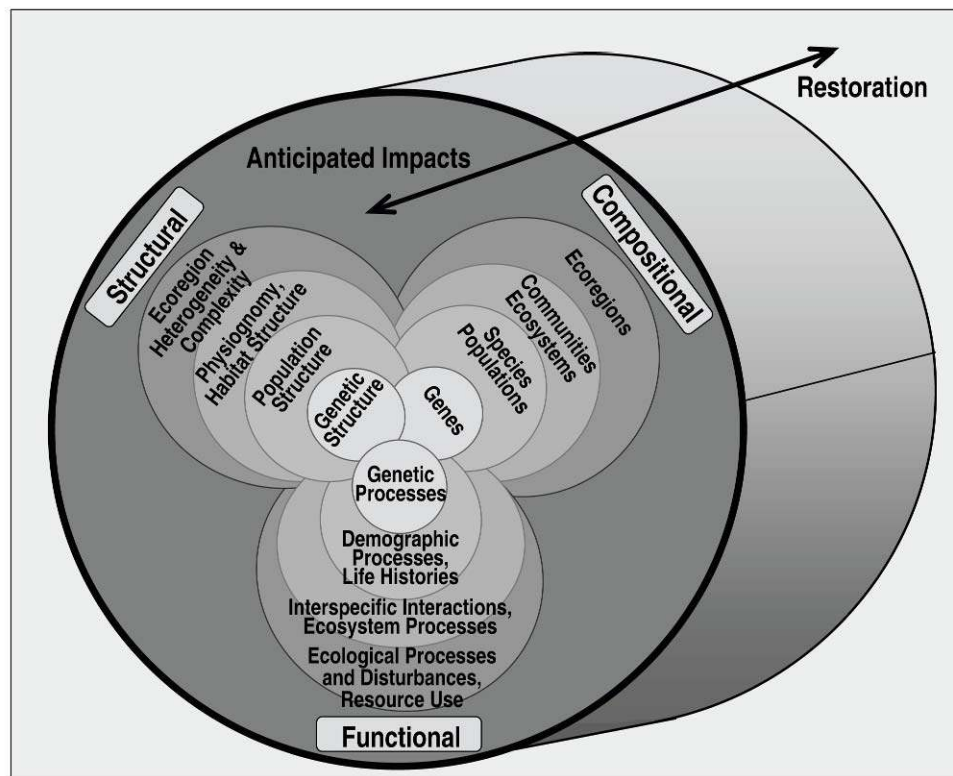 Restoration
Anticipated Impacts
Structural
Compositional
Ecoregion
Heterogeneity &
Complexity
Physiognomy,
Habitat Structure
Population
Structure
Genetic
Structure
Genes
Species
Populations
Communities
Ecosystems
Ecoregions
Genetic
Processes
Demographic
Processes,
Life Histories
Interspecific Interactions,
Ecosystem Processes
Ecological Processes
and Disturbances,
Resource Use
Functional